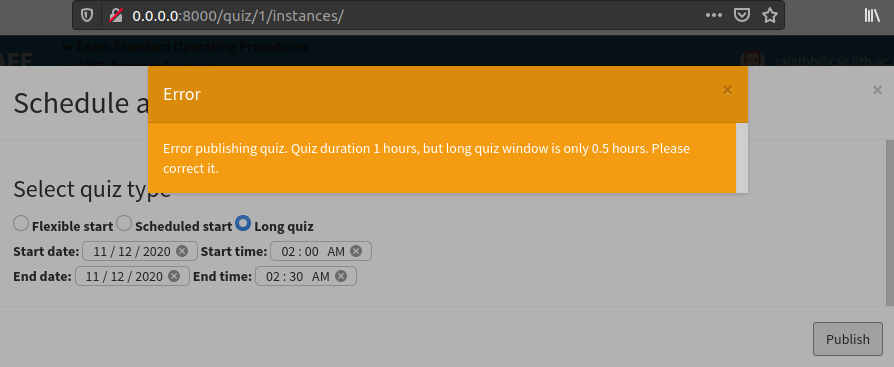 0.0.0.0:8000/quiz/1/instances/
Exam Standard Operating Procedures
Schedule a
Error
×
×
Error publishing quiz. Quiz duration 1 hours, but long quiz window is only 0.5 hours. Please
correct it.
Select quiz type
Flexible start Scheduled start Long quiz
Start date: 11 / 12 / 2020 Start time: 02 : 00 AM
End date: 11 / 12 / 2020 End time: 02 : 30 AM
Publish